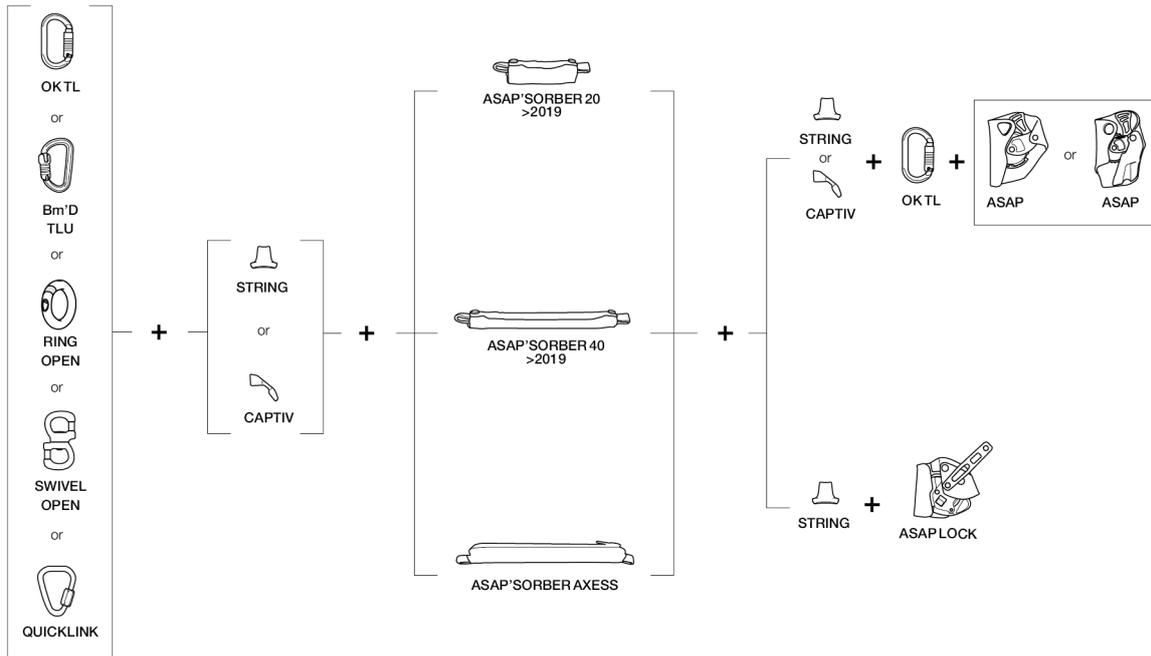 OK TL
or
Bm'D
TLU
or
RING
OPEN
or
SWIVEL
OPEN
or
QUICKLINK
+
STRING
or
CAPTIV
+
ASAP'SORBER 20
>2019
ASAP'SORBER 40
>2019
ASAP'SORBER AXESS
+
STRING
or
CAPTIV
+
OK TL
+
ASAP
or
ASAP
STRING
+
ASAP LOCK